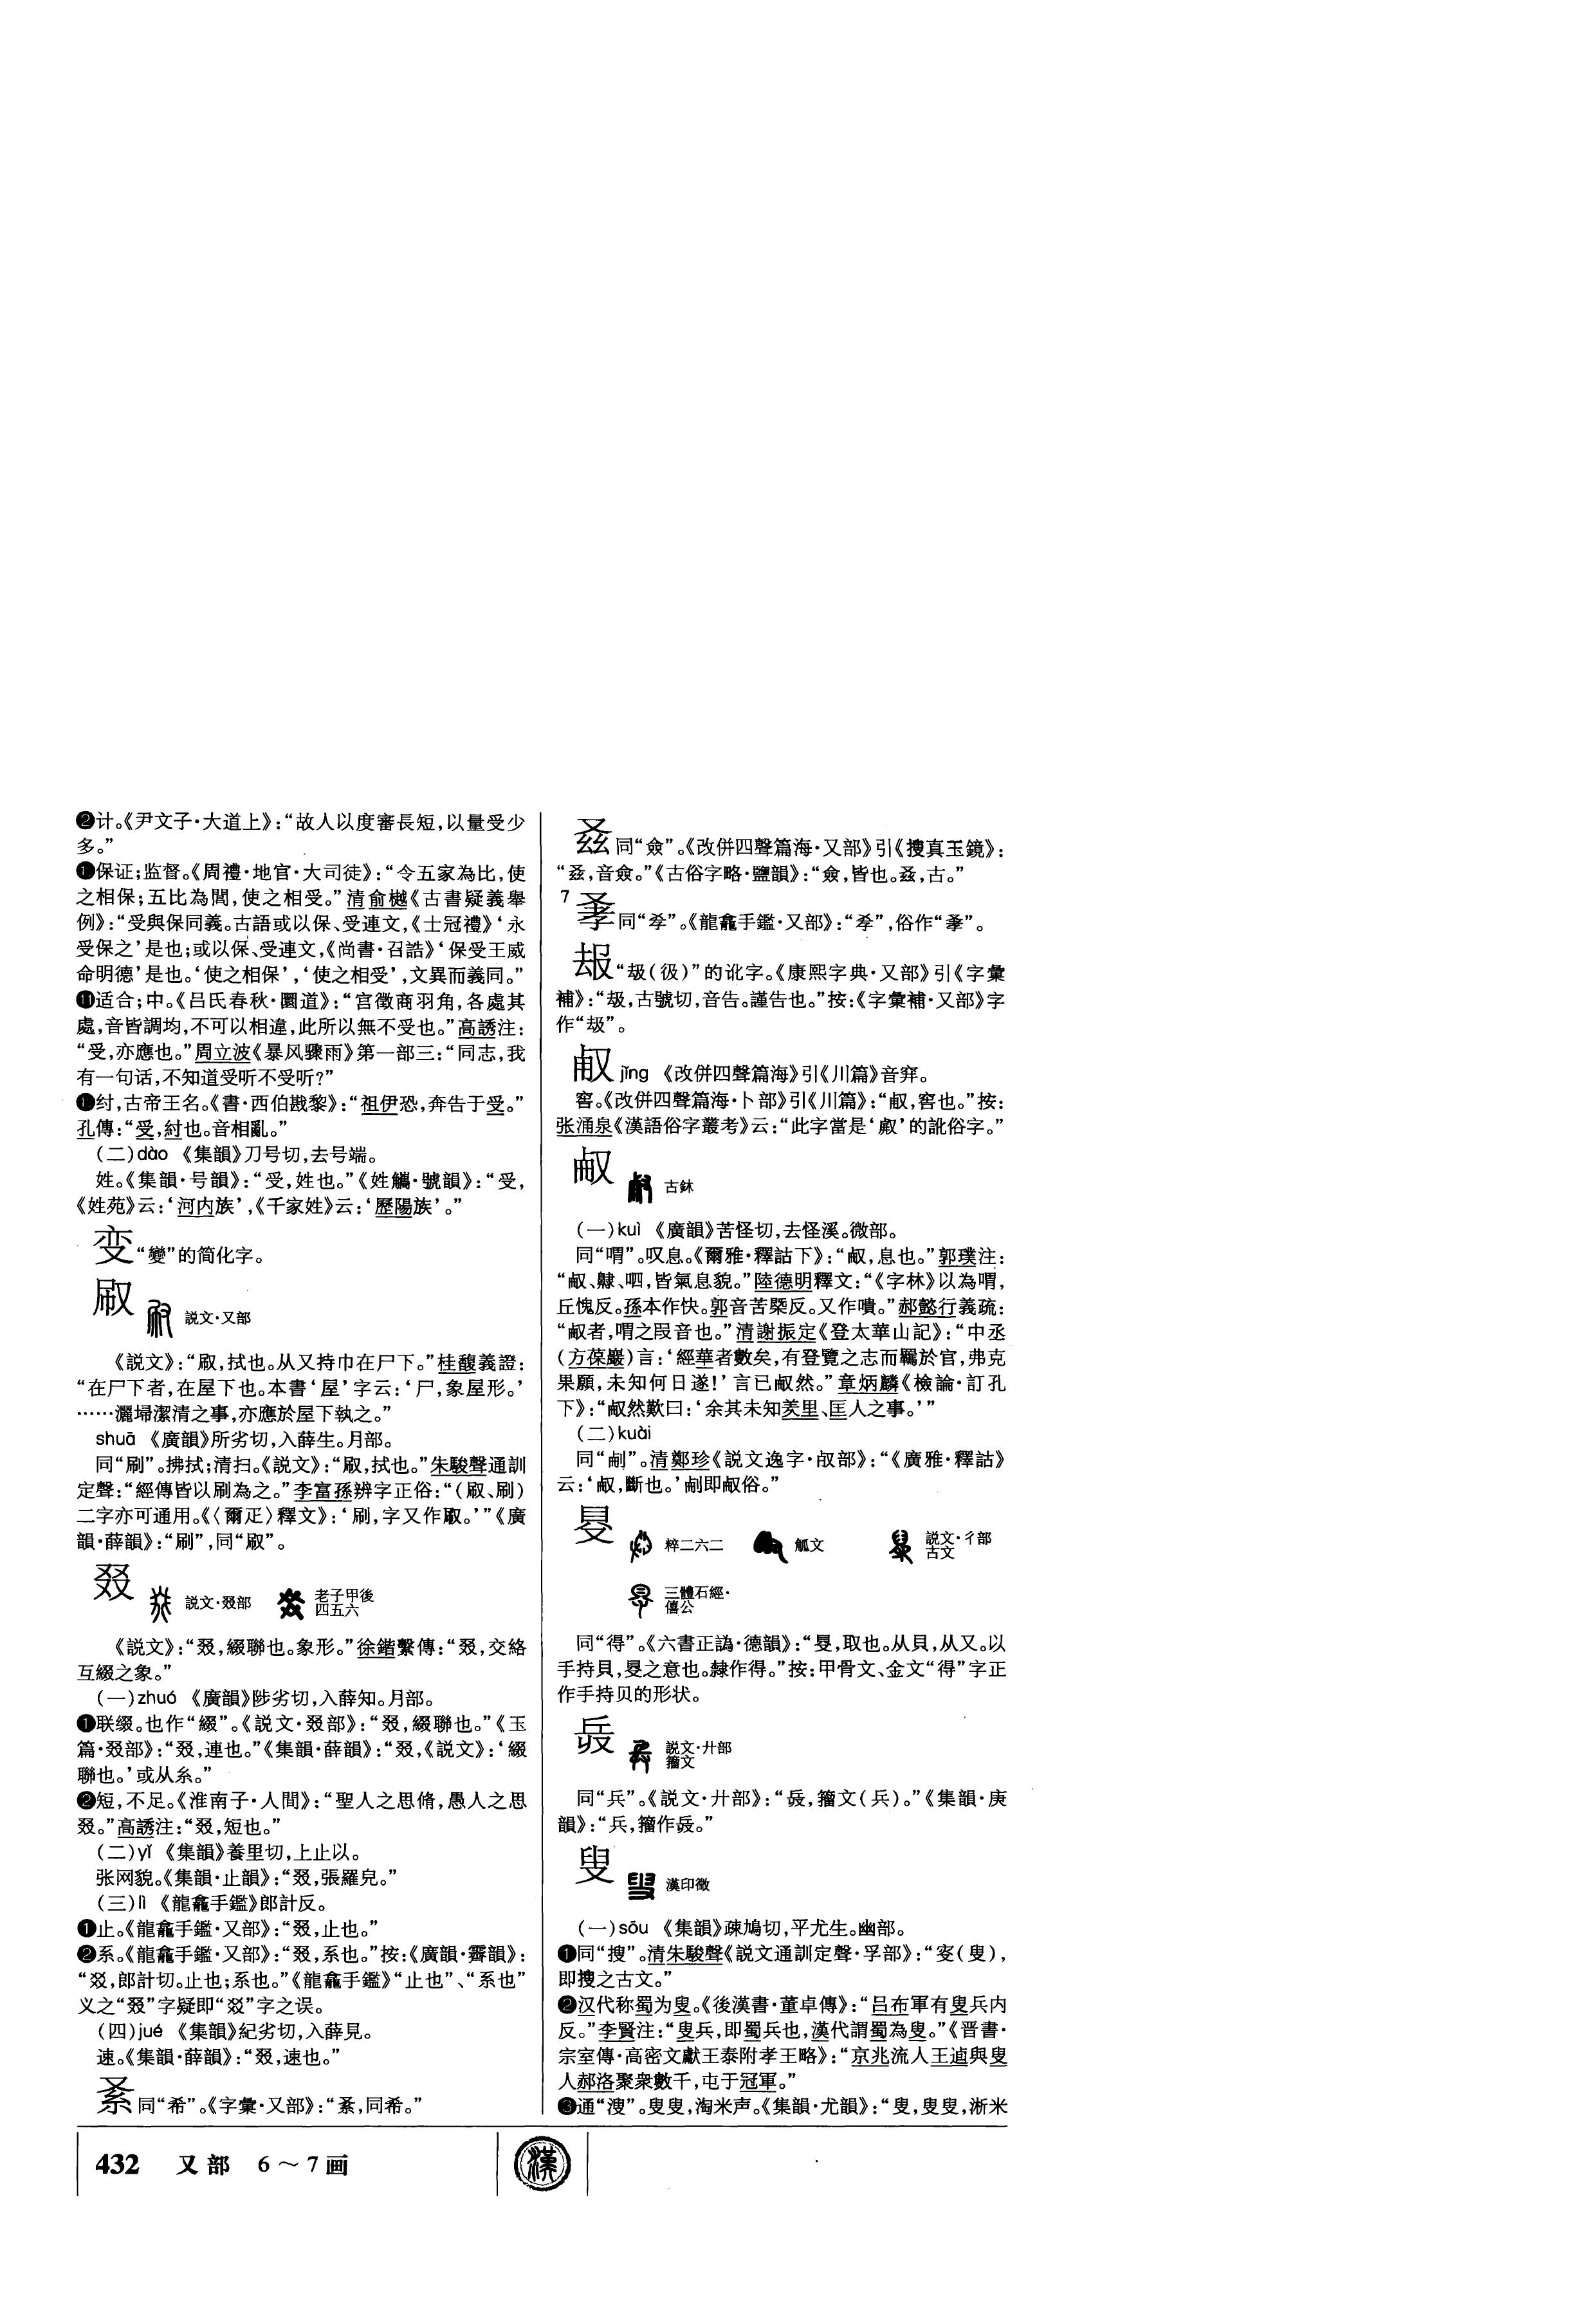 ❷计。《尹文子·大道上》：“故人以度審長短，以量受少
多。”
保证；监督。《周禮·地官·大司徒》：“令五家為比，使
之相保；五比為閭，使之相受。”清俞樾《古書疑義舉
例》：“受與保同義。古語或以保、受連文，《士冠禮》‘永
受保之’是也；或以保、受連文，《尚書·召誥》‘保受王威
命明德’是也。‘使之相保’，‘使之相受’，文異而義同。”
⓫适合；中。《吕氏春秋·圜道》：“宫徵商羽角，各處其
處，音皆調均，不可以相違，此所以無不受也。”高誘注：
“受，亦應也。”周立波《暴风骤雨》第一部三：“同志，我
有一句话，不知道受听不受听？”
纣，古帝王名。《書·西伯戡黎》：“祖伊恐，奔告于受。”
孔傳：“受，紂也。音相亂。”
（二）dào 《集韻》刀号切，去号端。
姓。《集韻·号韻》：“受，姓也。”《姓觿·號韻》：“受，
《姓苑》云：‘河内族’，《千家姓》云：‘歷陽族’。”
变 “變”的简化字。
㕞 説文·又部
《説文》：“㕞，拭也。从又持巾在尸下。”桂馥義證：
“在尸下者，在屋下也。本書‘屋’字云：‘尸，象屋形。’
……灑埽潔清之事，亦應於屋下執之。”
shuā 《廣韻》所劣切，入薛生。月部。
同“刷”。拂拭；清扫。《説文》：“㕞，拭也。”朱駿聲通訓
定聲：“經傳皆以刷為之。”李富孫辨字正俗：“（㕞、刷）
二字亦可通用。《〈爾疋〉釋文》：‘刷，字又作㕞。’”《廣
韻·薛韻》：“刷”，同“㕞”。
叕 説文·叕部 老子甲後
四五六
《説文》：“叕，綴聯也。象形。”徐鍇繫傳：“叕，交絡
互綴之象。”
（一）zhuó 《廣韻》陟劣切，入薛知。月部。
❶联缀。也作“綴”。《説文·叕部》：“叕，綴聯也。”《玉
篇·叕部》：“叕，連也。”《集韻·薛韻》：“叕，《説文》：‘綴
聯也。’或从糸。”
❷短，不足。《淮南子·人間》：“聖人之思脩，愚人之思
叕。”高誘注：“叕，短也。”
（二）yǐ 《集韻》養里切，上止以。
张网貌。《集韻·止韻》：“叕，張羅皃。”
（三）lì 《龍龕手鑑》郎計反。
❶止。《龍龕手鑑·又部》：“叕，止也。”
❷系。《龍龕手鑑·又部》：“叕，系也。”按：《廣韻·霽韻》：
“㸚，郎計切。止也；系也。”《龍龕手鑑》“止也”、“系也”
义之“叕”字疑即“㸚”字之误。
（四）jué 《集韻》紀劣切，入薛見。
速。《集韻·薛韻》：“叕，速也。”
同“希”。《字彙·又部》：“，同希。”
同“僉”。《改併四聲篇海·又部》引《搜真玉鏡》：
“，音僉。”《古俗字略·鹽韻》：“僉，皆也。，古。”
7
同“”。《龍龕手鑑·又部》：“”，俗作“”。
“（彶）”的讹字。《康熙字典·又部》引《字彙
補》：“，古號切，音告。謹告也。”按：《字彙補·又部》字
作“”。
jǐng 《改併四聲篇海》引《川篇》音穽。
窖。《改併四聲篇海·卜部》引《川篇》：“，窖也。”按：
张涌泉《漢語俗字叢考》云：“此字當是‘’的訛俗字。”
㕟 古鉥
（一）kuì 《廣韻》苦怪切，去怪溪。微部。
同“喟”。叹息。《爾雅·釋詁下》：“㕟，息也。”郭璞注：
“㕟、齂、呬，皆氣息貌。”陸德明釋文：“《字林》以為喟，
丘愧反。孫本作快。郭音苦槩反。又作嘳。”郝懿行義疏：
“㕟者，喟之叚音也。”清謝振定《登太華山記》：“中丞
（方葆巖）言：‘經華者數矣，有登覽之志而羈於官，弗克
果願，未知何日遂！’言已㕟然。”章炳麟《檢論·訂孔
下》：“㕟然歎曰：‘余其未知羑里、匡人之事。’”
（二）kuài
同“㓡”。清鄭珍《説文逸字·㕡部》：“《廣雅·釋詁》
云：‘㕟，斷也。’即㕟俗。”
㝵 粹二六二 觚文 説文·彳部
古文
三體石經·
僖公
同“得”。《六書正譌·德韻》：“，取也。从貝，从又。以
手持貝，之意也。隸作得。”按：甲骨文、金文“得”字正
作手持贝的形状。
説文·廾部
籀文
同“兵”。《説文·廾部》：“，籀文（兵）。”《集韻·庚
韻》：“兵，籀作。”
叟 漢印徵
（一）sōu 《集韻》疎鳩切，平尤生。幽部。
❶同“搜”。清朱駿聲《説文通訓定聲·孚部》：“叜（叟），
即搜之古文。”
❷汉代称蜀为叟。《後漢書·董卓傳》：“吕布軍有叟兵内
反。”李賢注：“叟兵，即蜀兵也，漢代謂蜀為叟。”《晋書·
宗室傳·高密文獻王泰附孝王略》：“京兆流人王逌與叟
人郝洛聚衆數千，屯于冠軍。”
❸通“溲”。叟叟，淘米声。《集韻·尤韻》：“叟，叟叟，淅米
432 又部 6～7画
漢